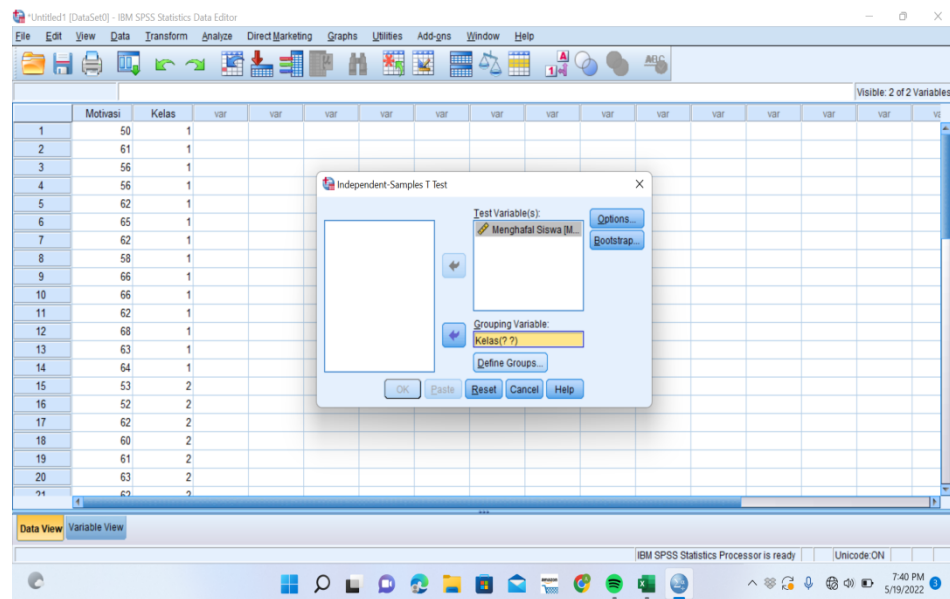 *Untitled1 [DataSet0] - IBM SPSS Statistics Data Editor
File Edit View Data Transform Analyze Direct Marketing Graphs Utilities Add-ons Window Help
Visible: 2 of 2 Variables
Motivasi Kelas var var var var var var var var var var var var var
1 50 1
2 61 1
3 56 1
4 56 1
5 62 1
6 65 1
7 62 1
8 58 1
9 66 1
10 66 1
11 62 1
12 68 1
13 63 1
14 64 1
15 53 2
16 52 2
17 62 2
18 60 2
19 61 2
20 63 2
21 62 2
Independent-Samples T Test
Test Variable(s):
Menghafal Siswa [M...
Options...
Bootstrap...
Grouping Variable:
Kelas(? ?)
Define Groups...
OK Paste Reset Cancel Help
Data View Variable View
IBM SPSS Statistics Processor is ready Unicode:ON
7:40 PM
5/19/2022
3